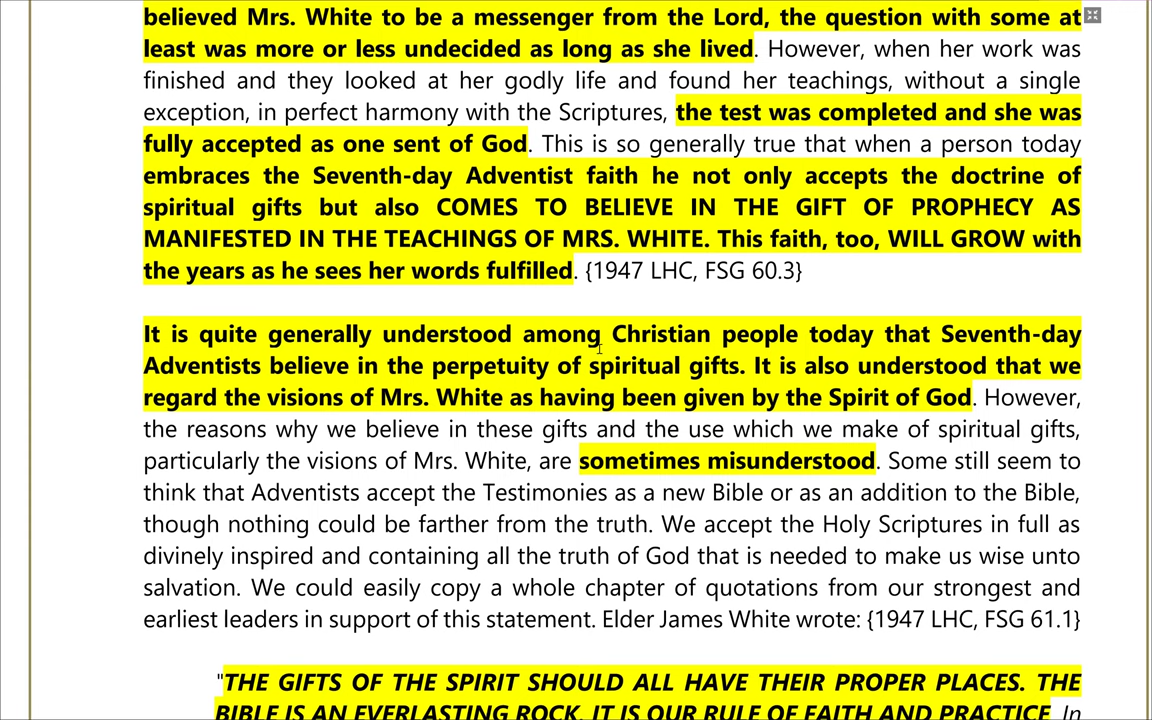 believed Mrs. White to be a messenger from the Lord, the question with some at
least was more or less undecided as long as she lived. However, when her work was
finished and they looked at her godly life and found her teachings, without a single
exception, in perfect harmony with the Scriptures, the test was completed and she was
fully accepted as one sent of God. This is so generally true that when a person today
embraces the Seventh-day Adventist faith he not only accepts the doctrine of
spiritual gifts but also COMES TO BELIEVE IN THE GIFT OF PROPHECY AS
MANIFESTED IN THE TEACHINGS OF MRS. WHITE. This faith, too, WILL GROW with
the years as he sees her words fulfilled. {1947 LHC, FSG 60.3}
It is quite generally understood among Christian people today that Seventh-day
Adventists believe in the perpetuity of spiritual gifts. It is also understood that we
regard the visions of Mrs. White as having been given by the Spirit of God. However,
the reasons why we believe in these gifts and the use which we make of spiritual gifts,
particularly the visions of Mrs. White, are sometimes misunderstood. Some still seem to
think that Adventists accept the Testimonies as a new Bible or as an addition to the Bible,
though nothing could be farther from the truth. We accept the Holy Scriptures in full as
divinely inspired and containing all the truth of God that is needed to make us wise unto
salvation. We could easily copy a whole chapter of quotations from our strongest and
earliest leaders in support of this statement. Elder James White wrote: {1947 LHC, FSG 61.1}
"THE GIFTS OF THE SPIRIT SHOULD ALL HAVE THEIR PROPER PLACES. THE
BIBLE IS AN EVERLASTING ROCK. IT IS OUR RULE OF FAITH AND PRACTICE. In